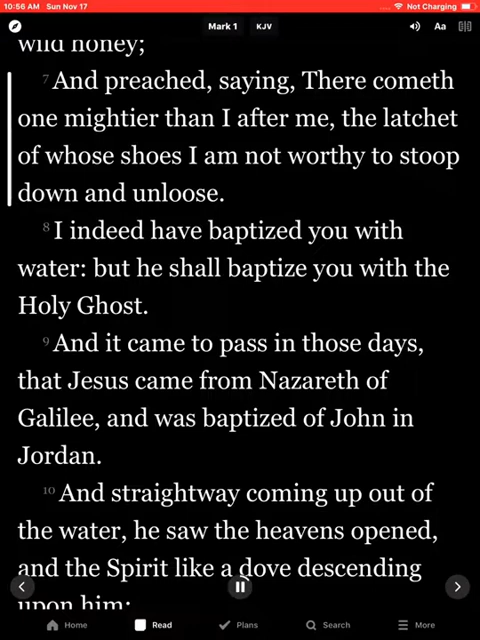 10:56 AM Sun Nov 17
Not Charging
Mark 1 KJV
Aa
wild honey;
7 And preached, saying, There cometh
one mightier than I after me, the latchet
of whose shoes I am not worthy to stoop
down and unloose.
8 I indeed have baptized you with
water: but he shall baptize you with the
Holy Ghost.
9 And it came to pass in those days,
that Jesus came from Nazareth of
Galilee, and was baptized of John in
Jordan.
10 And straightway coming up out of
the water, he saw the heavens opened,
and the Spirit like a dove descending
upon him:
Home Read Plans Search More